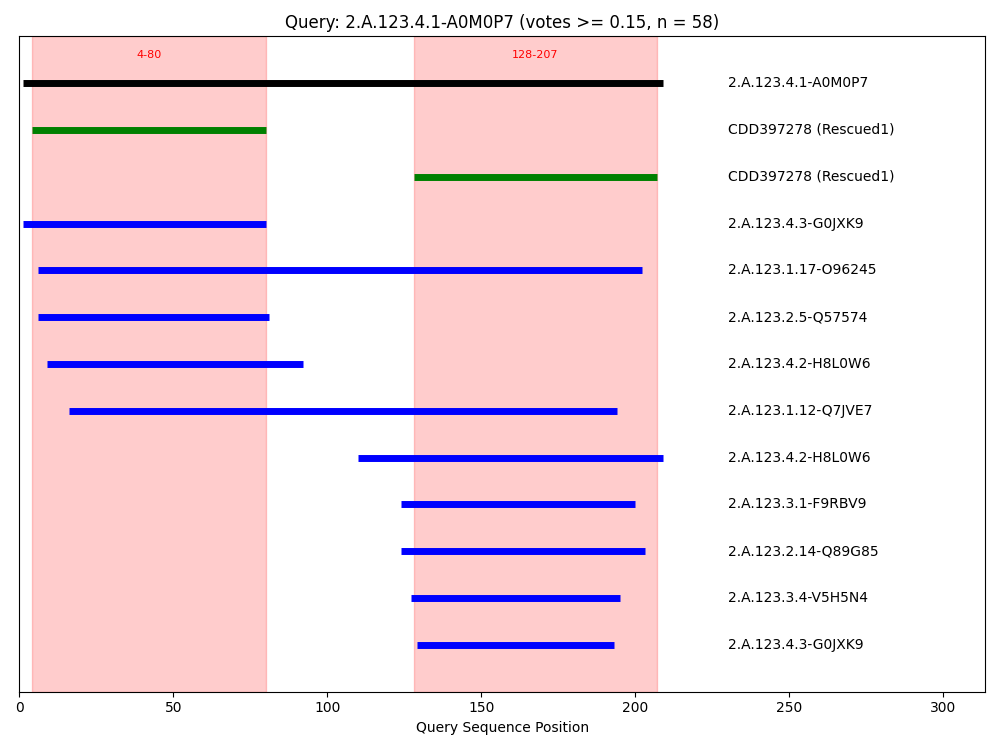 Query: 2.A.123.4.1-A0M0P7 (votes >= 0.15, n = 58)
4-80
128-207
2.A.123.4.1-A0M0P7
CDD397278 (Rescued1)
CDD397278 (Rescued1)
2.A.123.4.3-G0JXK9
2.A.123.1.17-O96245
2.A.123.2.5-Q57574
2.A.123.4.2-H8L0W6
2.A.123.1.12-Q7JVE7
2.A.123.4.2-H8L0W6
2.A.123.3.1-F9RBV9
2.A.123.2.14-Q89G85
2.A.123.3.4-V5H5N4
2.A.123.4.3-G0JXK9
0 50 100 150 200 250 300
Query Sequence Position